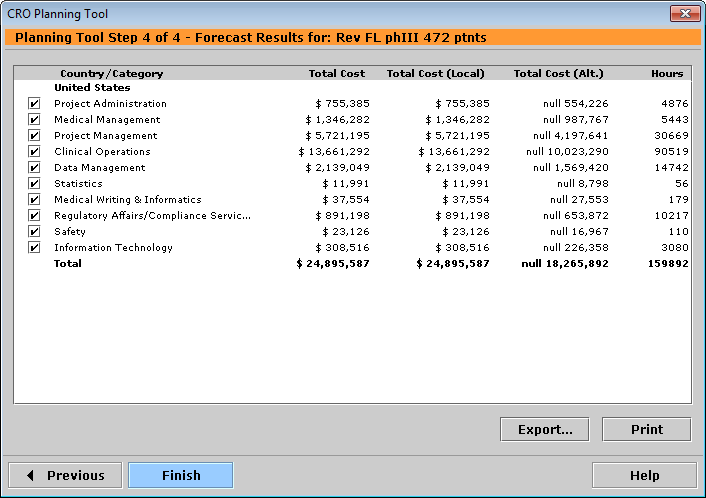 CRO Planning Tool
Planning Tool Step 4 of 4 - Forecast Results for: Rev FL phIII 472 ptnts
Country/Category Total Cost Total Cost (Local) Total Cost (Alt.) Hours
United States
Project Administration $ 755,385 $ 755,385 null 554,226 4876
Medical Management $ 1,346,282 $ 1,346,282 null 987,767 5443
Project Management $ 5,721,195 $ 5,721,195 null 4,197,641 30669
Clinical Operations $ 13,661,292 $ 13,661,292 null 10,023,290 90519
Data Management $ 2,139,049 $ 2,139,049 null 1,569,420 14742
Statistics $ 11,991 $ 11,991 null 8,798 56
Medical Writing & Informatics $ 37,554 $ 37,554 null 27,553 179
Regulatory Affairs/Compliance Servic... $ 891,198 $ 891,198 null 653,872 10217
Safety $ 23,126 $ 23,126 null 16,967 110
Information Technology $ 308,516 $ 308,516 null 226,358 3080
Total $ 24,895,587 $ 24,895,587 null 18,265,892 159892
Export... Print
Previous Finish Help